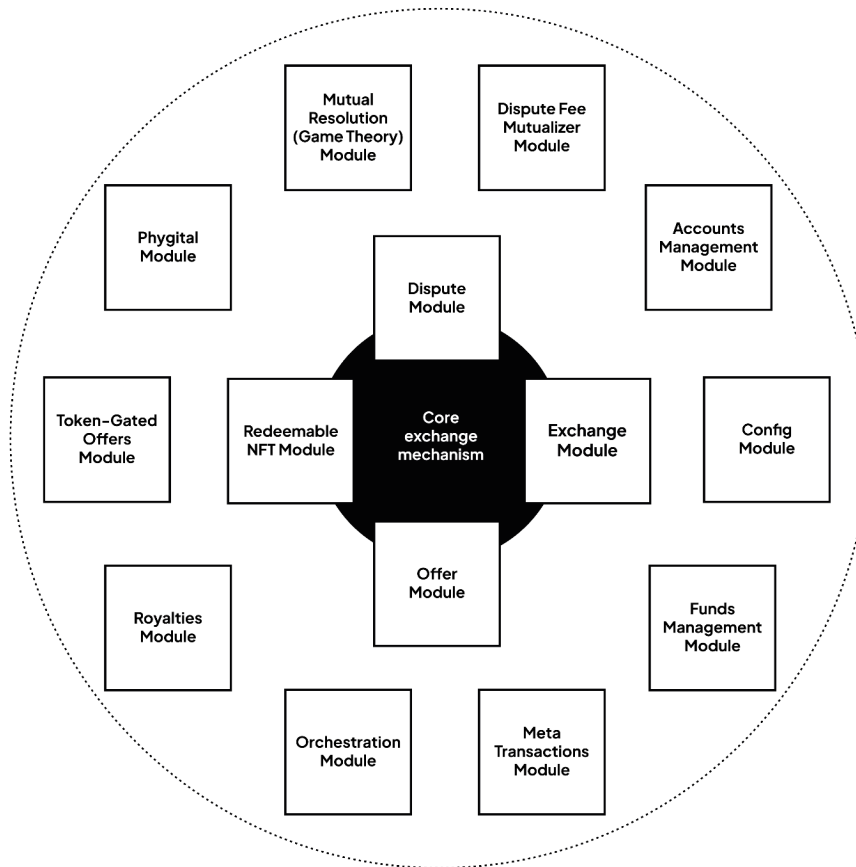 Mutual
Resolution
(Game Theory)
Module
Dispute Fee
Mutualizer
Module
Phygital
Module
Accounts
Management
Module
Dispute
Module
Token-Gated
Offers
Module
Redeemable
NFT Module
Core
exchange
mechanism
Exchange
Module
Config
Module
Offer
Module
Royalties
Module
Funds
Management
Module
Orchestration
Module
Meta
Transactions
Module